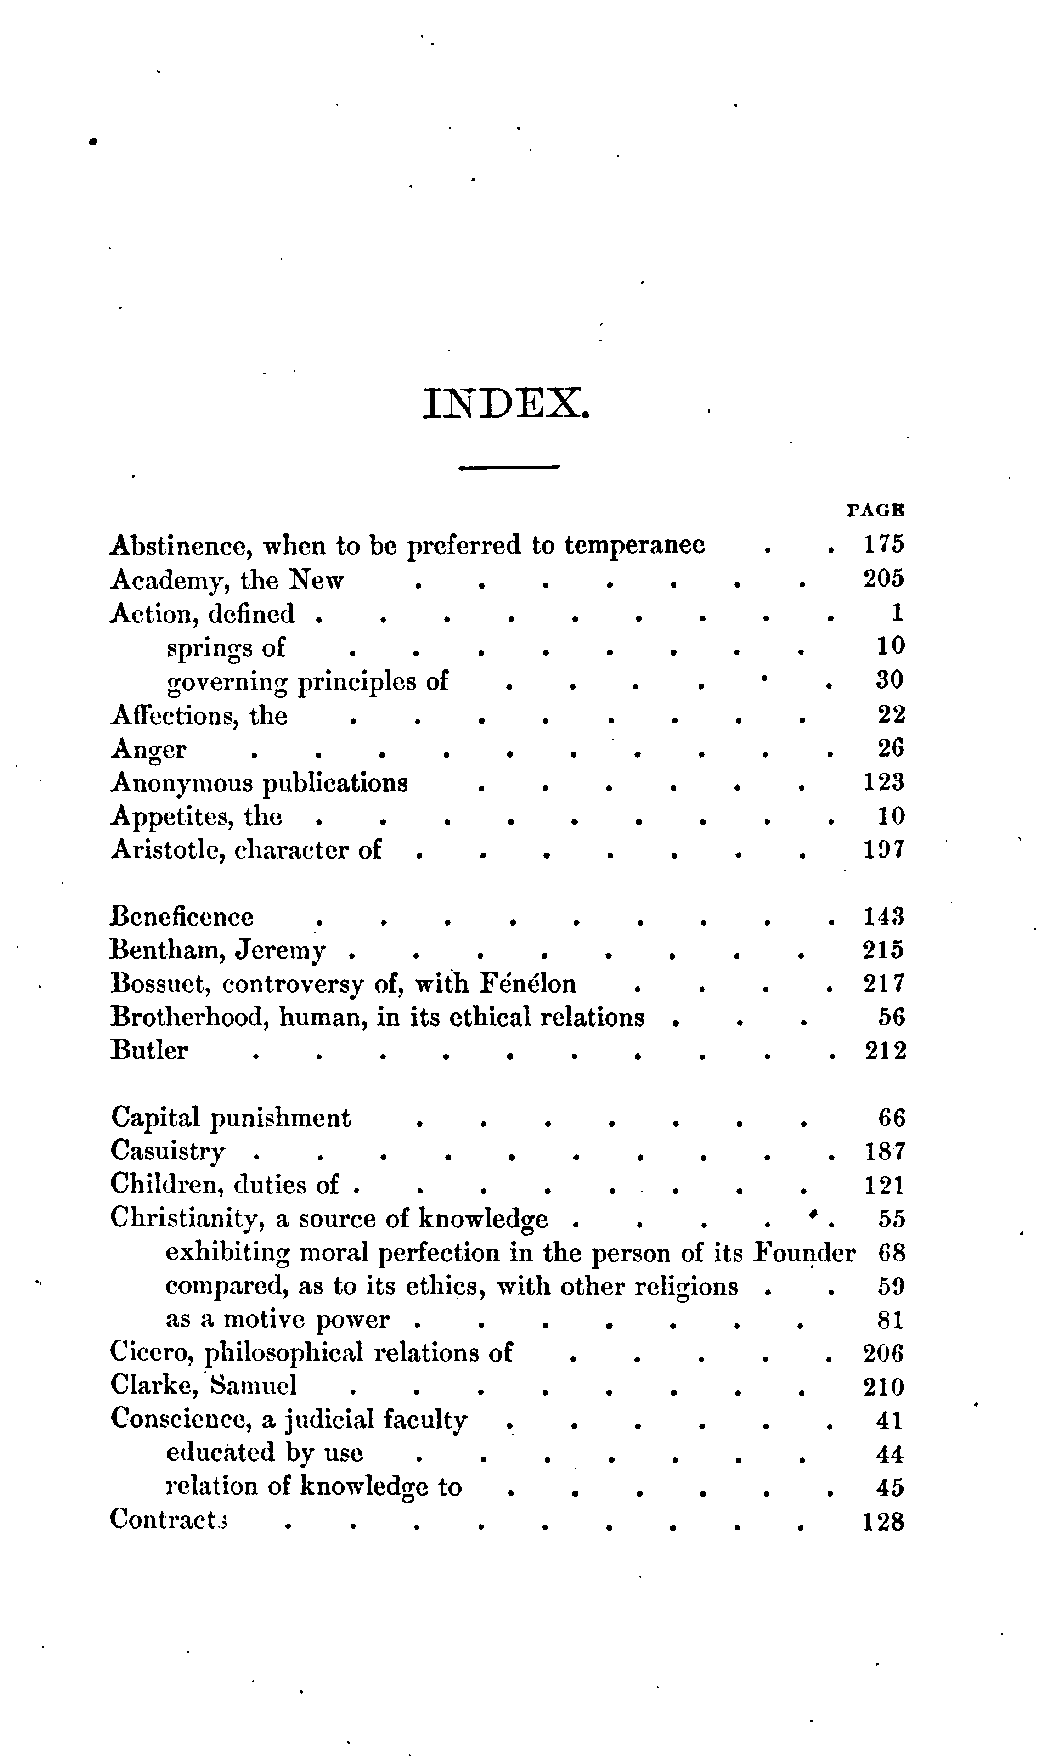 INDEX.
PAGE
Abstinence, when to be preferred to temperance . . 175
Academy, the New . . . . . . . 205
Action, defined . . . . . . . . . 1
springs of . . . . . . . . 10
governing principles of . . . . . . 30
Affections, the . . . . . . . . 22
Anger . . . . . . . . . . 26
Anonymous publications . . . . . . 123
Appetites, the . . . . . . . . . 10
Aristotle, character of . . . . . . . 197
Beneficence . . . . . . . . . 143
Bentham, Jeremy . . . . . . . . 215
Bossuet, controversy of, with Fénélon . . . . 217
Brotherhood, human, in its ethical relations . . . 56
Butler . . . . . . . . . . 212
Capital punishment . . . . . . . 66
Casuistry . . . . . . . . . . 187
Children, duties of . . . . . . . . 121
Christianity, a source of knowledge . . . . . 55
exhibiting moral perfection in the person of its Founder 68
compared, as to its ethics, with other religions . . 59
as a motive power . . . . . . . 81
Cicero, philosophical relations of . . . . . 206
Clarke, Samuel . . . . . . . . 210
Conscience, a judicial faculty . . . . . . 41
educated by use . . . . . . . 44
relation of knowledge to . . . . . . 45
Contracts . . . . . . . . . 128